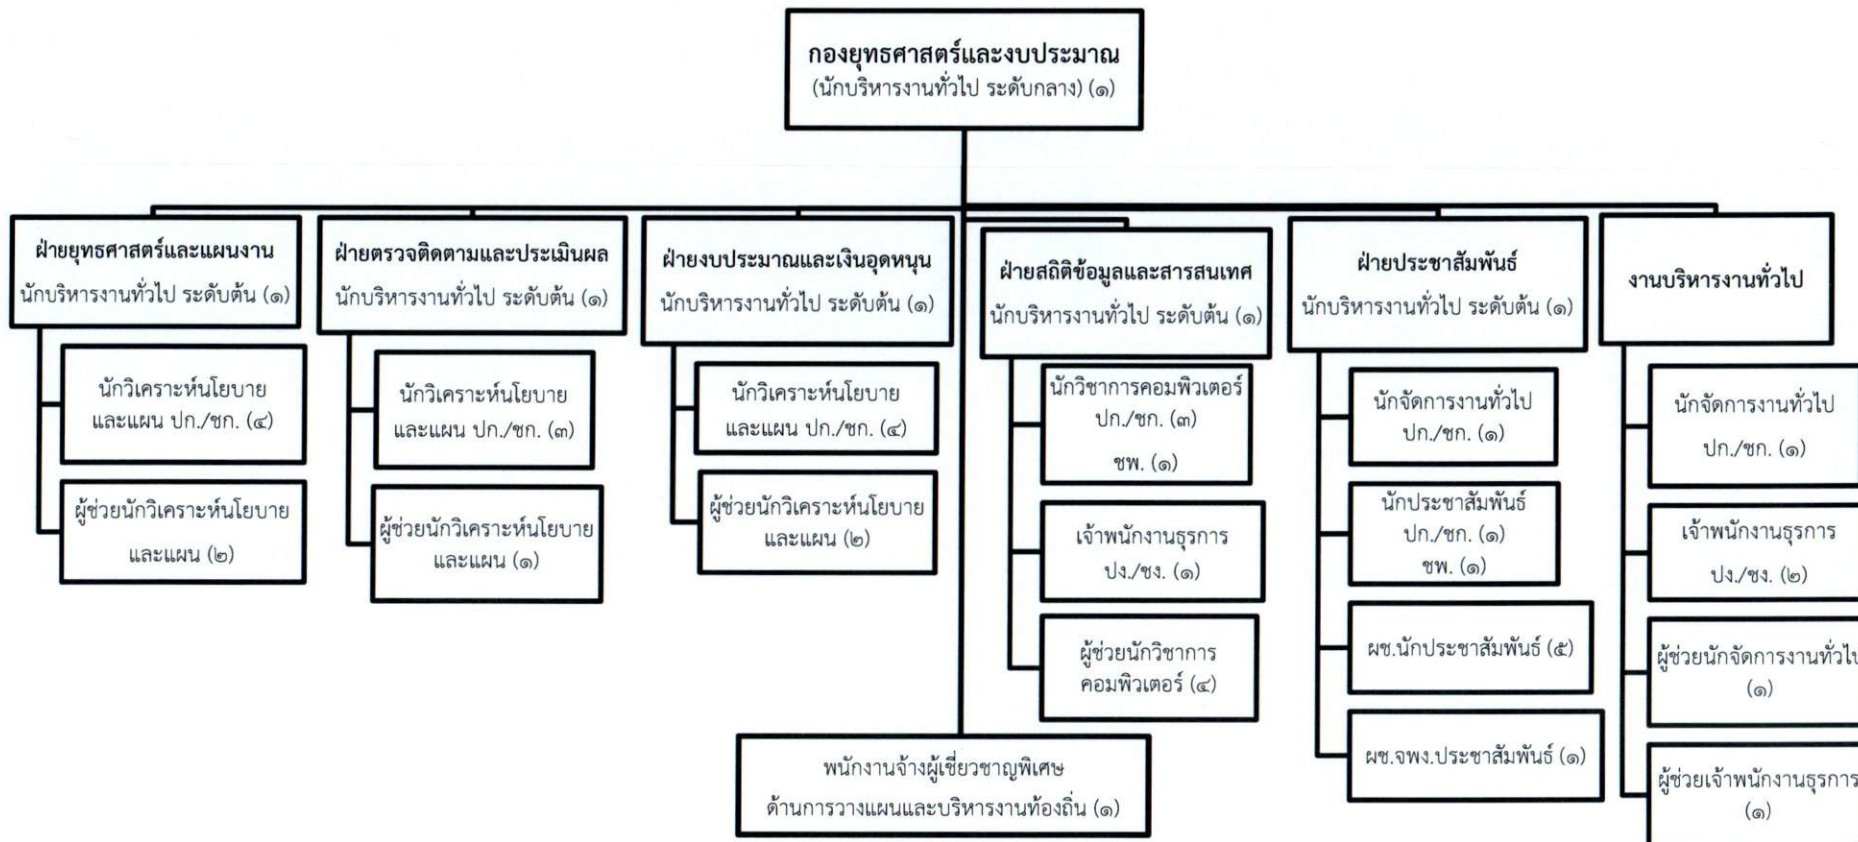 กองยุทธศาสตร์และงบประมาณ
(นักบริหารงานทั่วไป ระดับกลาง) (๑)
ฝ่ายยุทธศาสตร์และแผนงาน
นักบริหารงานทั่วไป ระดับต้น (๑)
นักวิเคราะห์นโยบาย
และแผน ปก./ชก. (๔)
ผู้ช่วยนักวิเคราะห์นโยบาย
และแผน (๒)
ฝ่ายตรวจติดตามและประเมินผล
นักบริหารงานทั่วไป ระดับต้น (๑)
นักวิเคราะห์นโยบาย
และแผน ปก./ชก. (๓)
ผู้ช่วยนักวิเคราะห์นโยบาย
และแผน (๑)
ฝ่ายงบประมาณและเงินอุดหนุน
นักบริหารงานทั่วไป ระดับต้น (๑)
นักวิเคราะห์นโยบาย
และแผน ปก./ชก. (๔)
ผู้ช่วยนักวิเคราะห์นโยบาย
และแผน (๒)
ฝ่ายสถิติข้อมูลและสารสนเทศ
นักบริหารงานทั่วไป ระดับต้น (๑)
นักวิชาการคอมพิวเตอร์
ปก./ชก. (๓)
ชพ. (๑)
เจ้าพนักงานธุรการ
ปง./ชง. (๑)
ผู้ช่วยนักวิชาการ
คอมพิวเตอร์ (๔)
ฝ่ายประชาสัมพันธ์
นักบริหารงานทั่วไป ระดับต้น (๑)
นักจัดการงานทั่วไป
ปก./ชก. (๑)
นักประชาสัมพันธ์
ปก./ชก. (๑)
ชพ. (๑)
ผช.นักประชาสัมพันธ์ (๕)
ผช.จพง.ประชาสัมพันธ์ (๑)
งานบริหารงานทั่วไป
นักจัดการงานทั่วไป
ปก./ชก. (๑)
เจ้าพนักงานธุรการ
ปง./ชง. (๒)
ผู้ช่วยนักจัดการงานทั่วไป
(๑)
ผู้ช่วยเจ้าพนักงานธุรการ
(๑)
พนักงานจ้างผู้เชี่ยวชาญพิเศษ
ด้านการวางแผนและบริหารงานท้องถิ่น (๑)